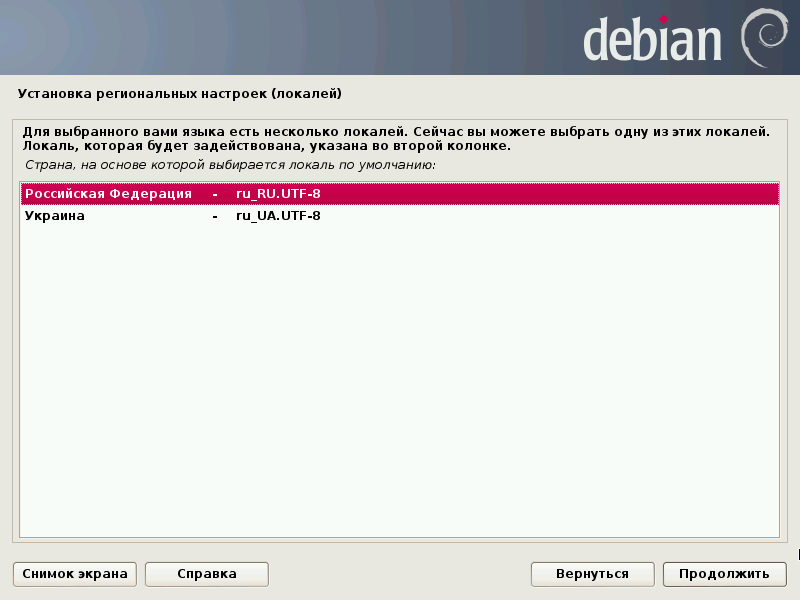 debian
Установка региональных настроек (локалей)
Для выбранного вами языка есть несколько локалей. Сейчас вы можете выбрать одну из этих локалей.
Локаль, которая будет задействована, указана во второй колонке.
Страна, на основе которой выбирается локаль по умолчанию:
Российская Федерация - ru_RU.UTF-8
Украина - ru_UA.UTF-8
Снимок экрана Справка Вернуться Продолжить